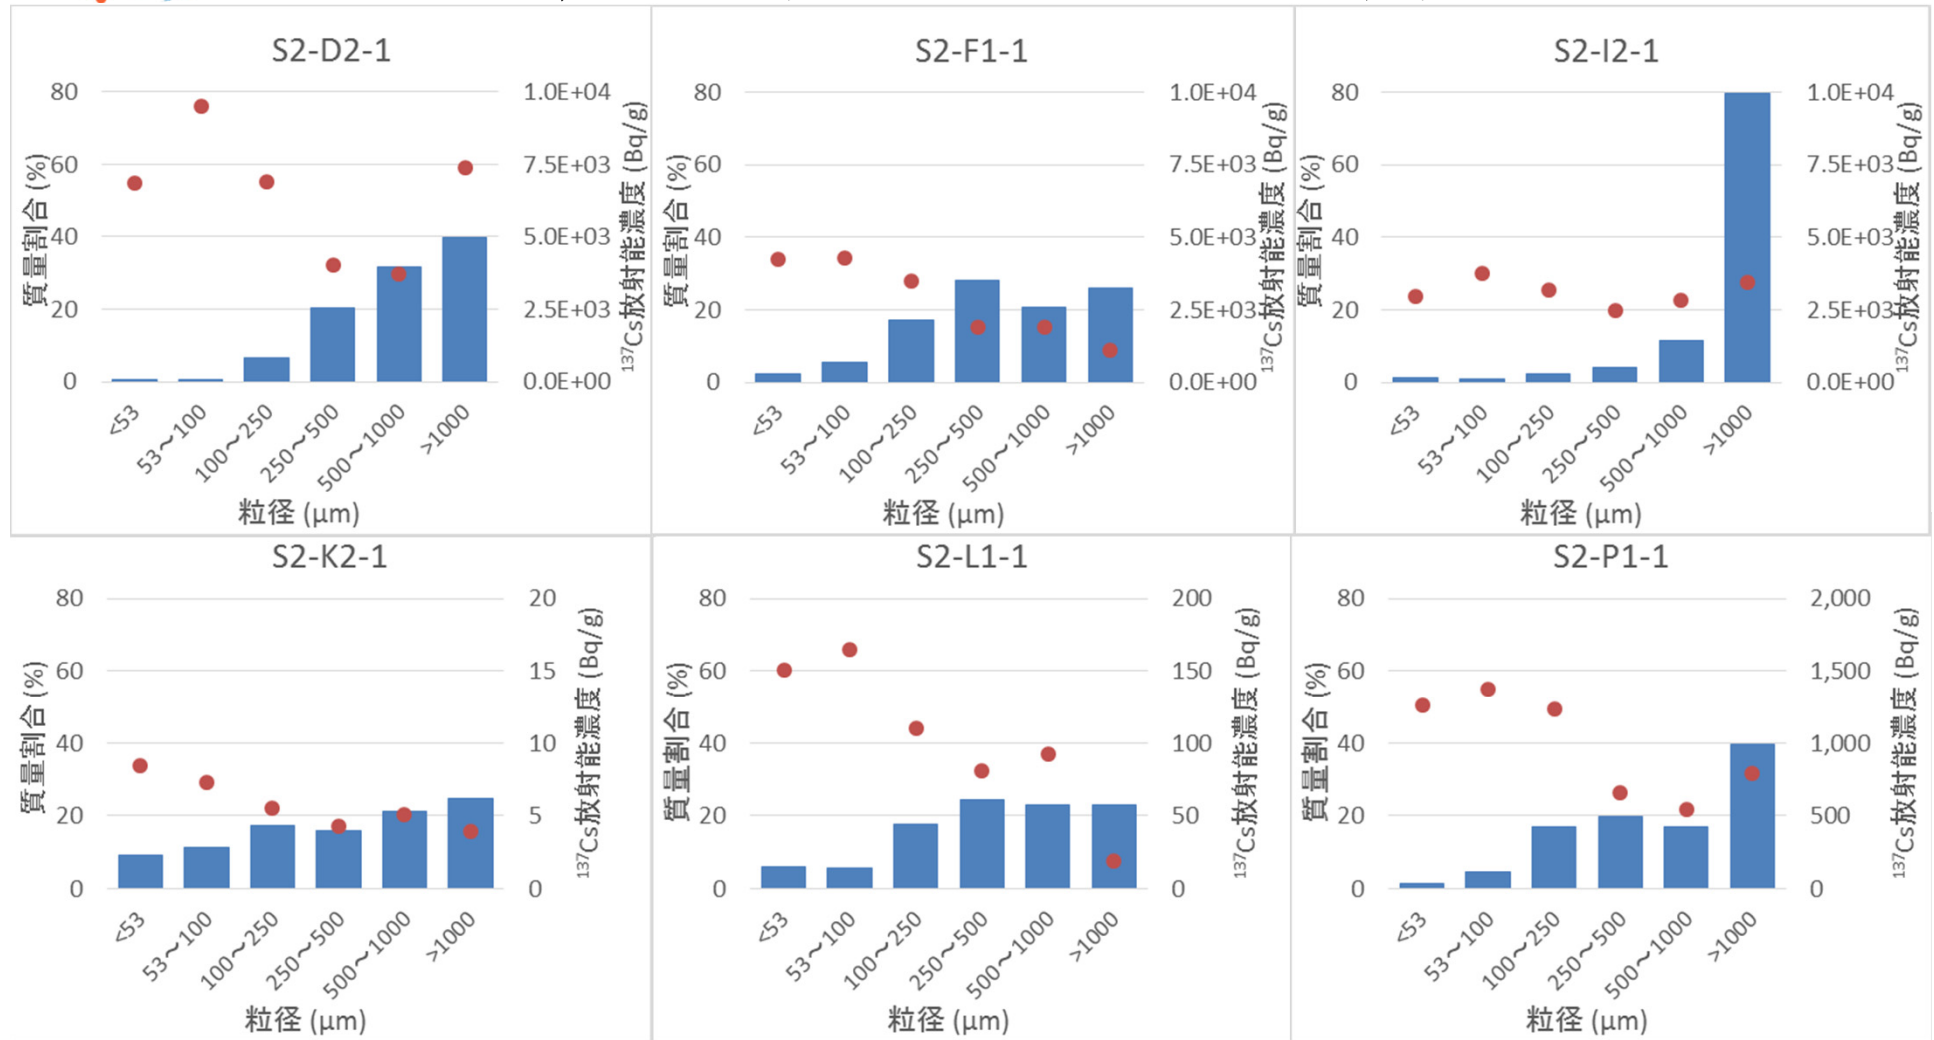 S2-D2-1
80
60
40
20
0
質量割合 (%)
1.0E+04
7.5E+03
5.0E+03
2.5E+03
0.0E+00
¹³⁷Cs放射能濃度 (Bq/g)
<53
53～100
100～250
250～500
500～1000
>1000
粒径 (μm)
S2-F1-1
80
60
40
20
0
質量割合 (%)
1.0E+04
7.5E+03
5.0E+03
2.5E+03
0.0E+00
¹³⁷Cs放射能濃度 (Bq/g)
<53
53～100
100～250
250～500
500～1000
>1000
粒径 (μm)
S2-I2-1
80
60
40
20
0
質量割合 (%)
1.0E+04
7.5E+03
5.0E+03
2.5E+03
0.0E+00
¹³⁷Cs放射能濃度 (Bq/g)
<53
53～100
100～250
250～500
500～1000
>1000
粒径 (μm)
S2-K2-1
80
60
40
20
0
質量割合 (%)
20
15
10
5
0
¹³⁷Cs放射能濃度 (Bq/g)
<53
53～100
100～250
250～500
500～1000
>1000
粒径 (μm)
S2-L1-1
80
60
40
20
0
質量割合 (%)
200
150
100
50
0
¹³⁷Cs放射能濃度 (Bq/g)
<53
53～100
100～250
250～500
500～1000
>1000
粒径 (μm)
S2-P1-1
80
60
40
20
0
質量割合 (%)
2,000
1,500
1,000
500
0
¹³⁷Cs放射能濃度 (Bq/g)
<53
53～100
100～250
250～500
500～1000
>1000
粒径 (μm)